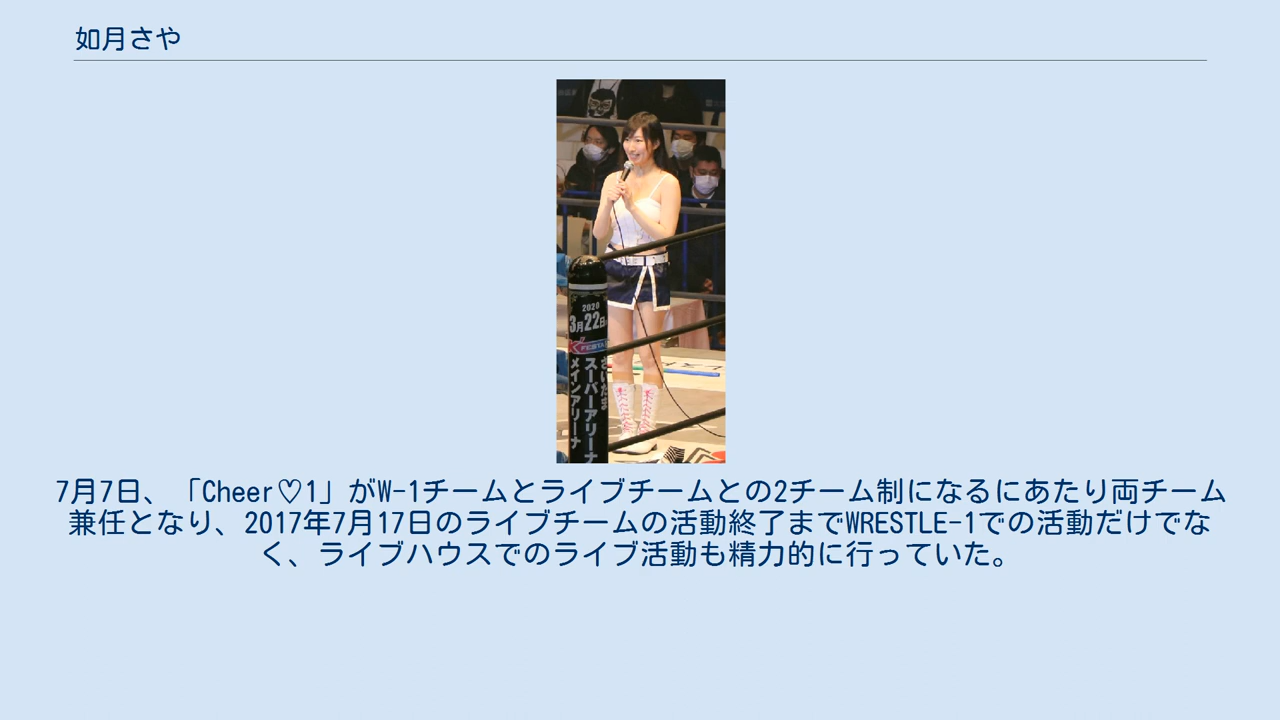 如月さや
2020
3月22日
さいたま
スーパーアリーナ
メインアリーナ
7月7日、「Cheer♡1」がW-1チームとライブチームとの2チーム制になるにあたり両チーム
兼任となり、2017年7月17日のライブチームの活動終了までWRESTLE-1での活動だけでな
く、ライブハウスでのライブ活動も精力的に行っていた。